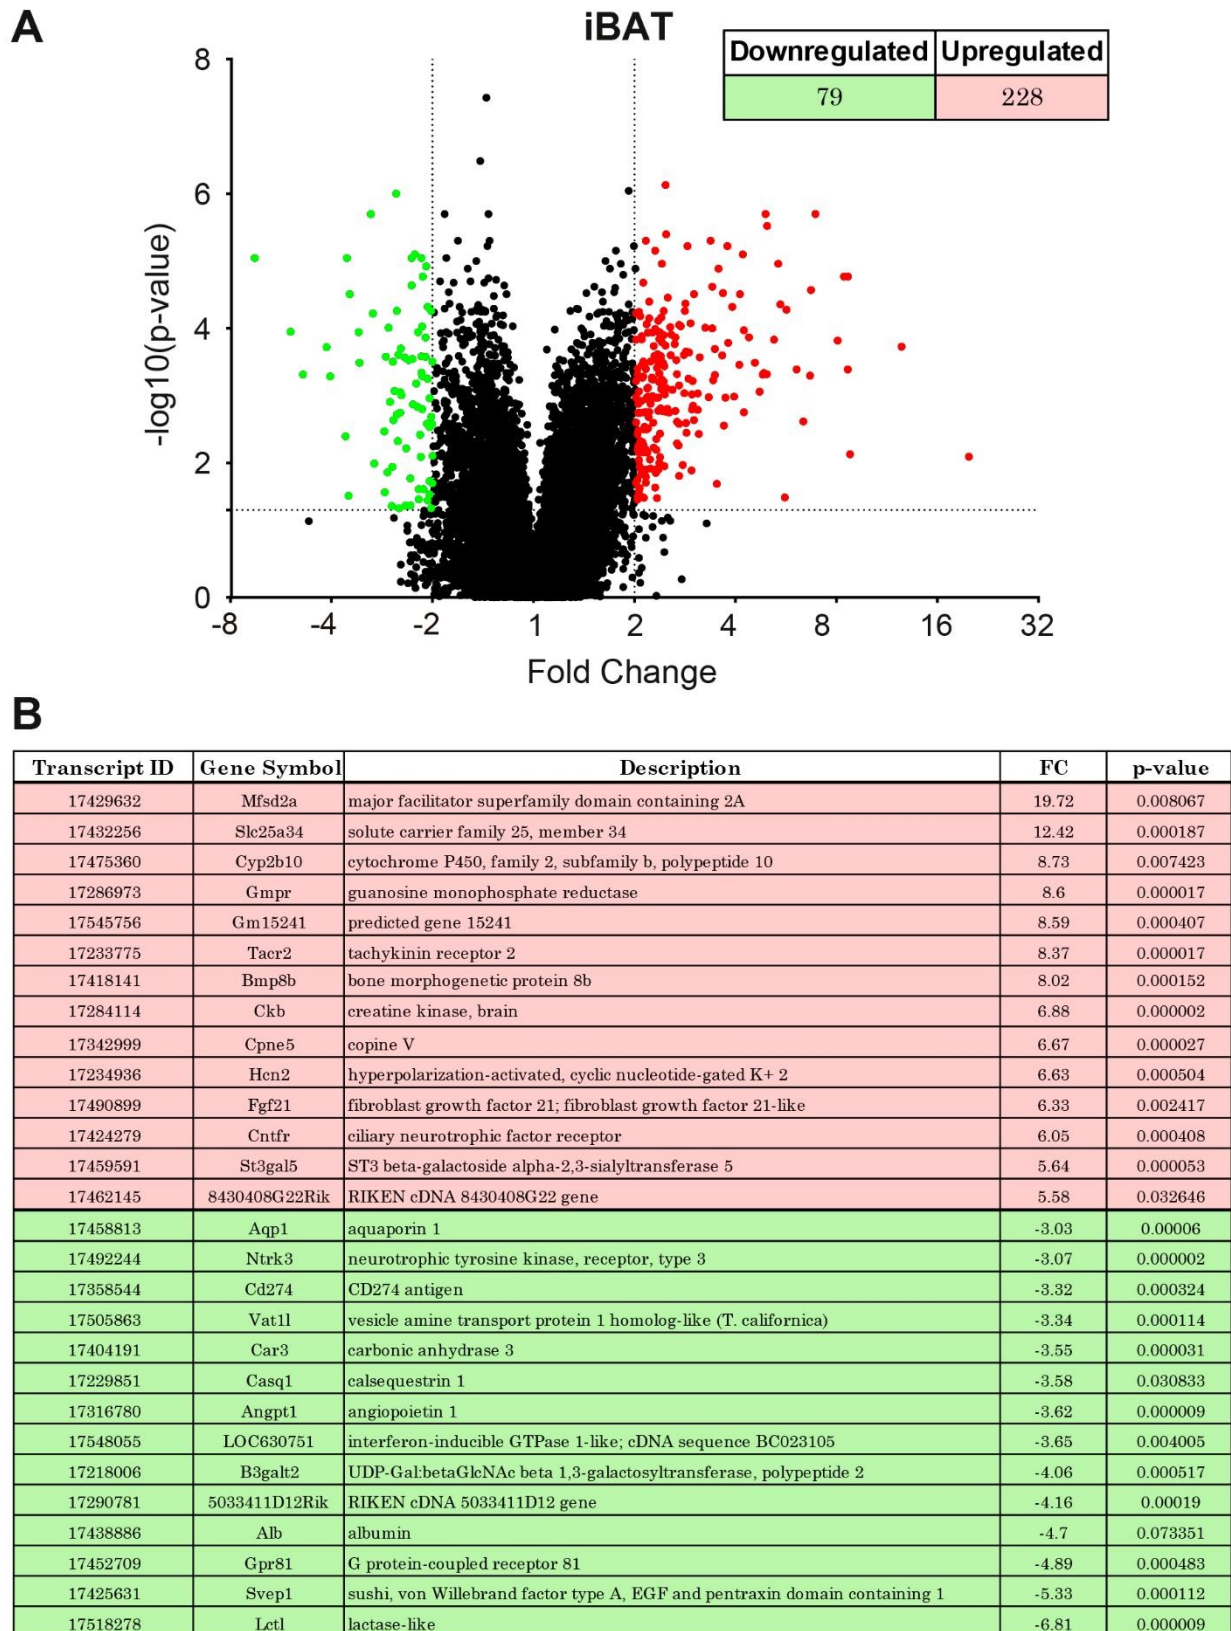 A
iBAT
Downregulated Upregulated
79 228
8
6
4
2
0
-log10(p-value)
-8 -4 -2 1 2 4 8 16 32
Fold Change
B
Transcript ID Gene Symbol Description FC p-value
17429632 Mfsd2a major facilitator superfamily domain containing 2A 19.72 0.008067
17432256 Slc25a34 solute carrier family 25, member 34 12.42 0.000187
17475360 Cyp2b10 cytochrome P450, family 2, subfamily b, polypeptide 10 8.73 0.007423
17286973 Gmpr guanosine monophosphate reductase 8.6 0.000017
17545756 Gm15241 predicted gene 15241 8.59 0.000407
17233775 Tacr2 tachykinin receptor 2 8.37 0.000017
17418141 Bmp8b bone morphogenetic protein 8b 8.02 0.000152
17284114 Ckb creatine kinase, brain 6.88 0.000002
17342999 Cpne5 copine V 6.67 0.000027
17234936 Hcn2 hyperpolarization-activated, cyclic nucleotide-gated K+ 2 6.63 0.000504
17490899 Fgf21 fibroblast growth factor 21; fibroblast growth factor 21-like 6.33 0.002417
17424279 Cntfr ciliary neurotrophic factor receptor 6.05 0.000408
17459591 St3gal5 ST3 beta-galactoside alpha-2,3-sialyltransferase 5 5.64 0.000053
17462145 8430408G22Rik RIKEN cDNA 8430408G22 gene 5.58 0.032646
17458813 Aqp1 aquaporin 1 -3.03 0.00006
17492244 Ntrk3 neurotrophic tyrosine kinase, receptor, type 3 -3.07 0.000002
17358544 Cd274 CD274 antigen -3.32 0.000324
17505863 Vat1l vesicle amine transport protein 1 homolog-like (T. californica) -3.34 0.000114
17404191 Car3 carbonic anhydrase 3 -3.55 0.000031
17229851 Casq1 calsequestrin 1 -3.58 0.030833
17316780 Angpt1 angiopoietin 1 -3.62 0.000009
17548055 LOC630751 interferon-inducible GTPase 1-like; cDNA sequence BC023105 -3.65 0.004005
17218006 B3galt2 UDP-Gal:betaGlcNAc beta 1,3-galactosyltransferase, polypeptide 2 -4.06 0.000517
17290781 5033411D12Rik RIKEN cDNA 5033411D12 gene -4.16 0.00019
17438886 Alb albumin -4.7 0.073351
17452709 Gpr81 G protein-coupled receptor 81 -4.89 0.000483
17425631 Svep1 sushi, von Willebrand factor type A, EGF and pentraxin domain containing 1 -5.33 0.000112
17518278 Lctl lactase-like -6.81 0.000009